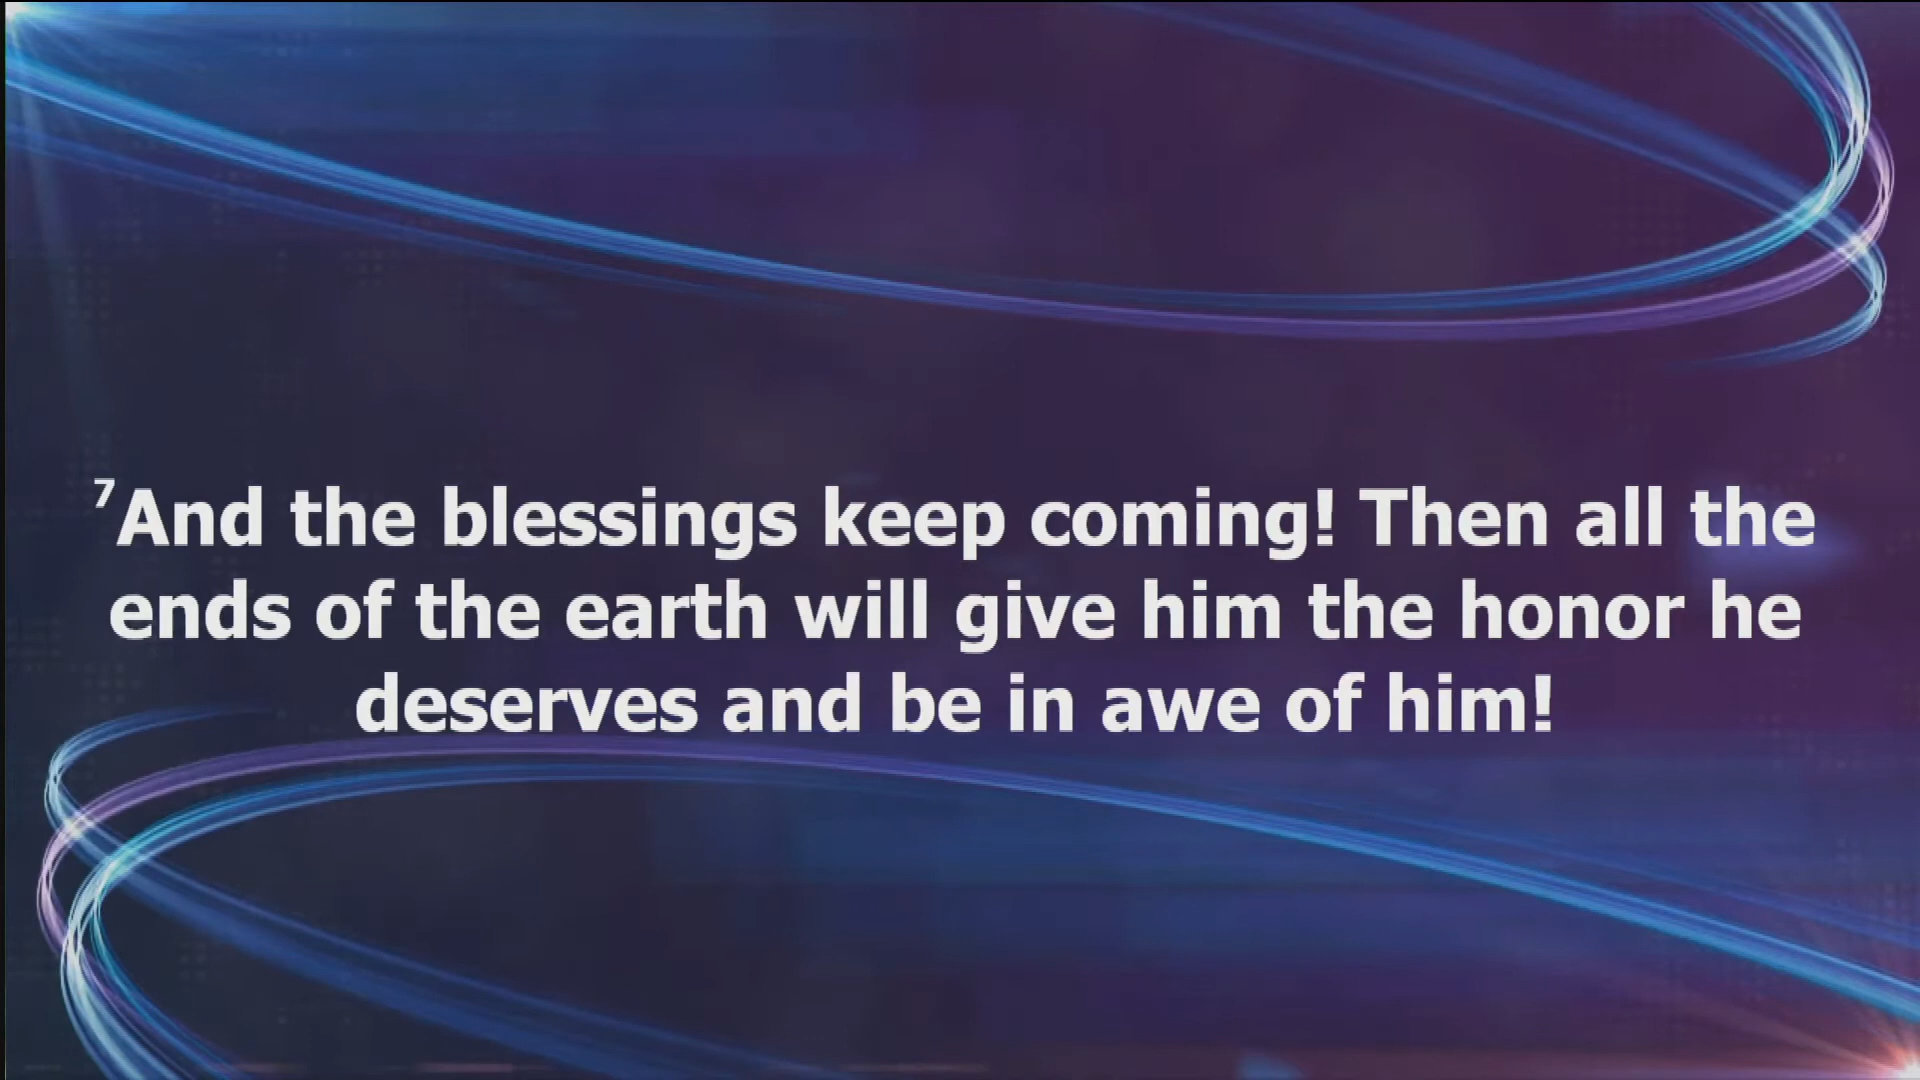 ⁷And the blessings keep coming! Then all the
ends of the earth will give him the honor he
deserves and be in awe of him!